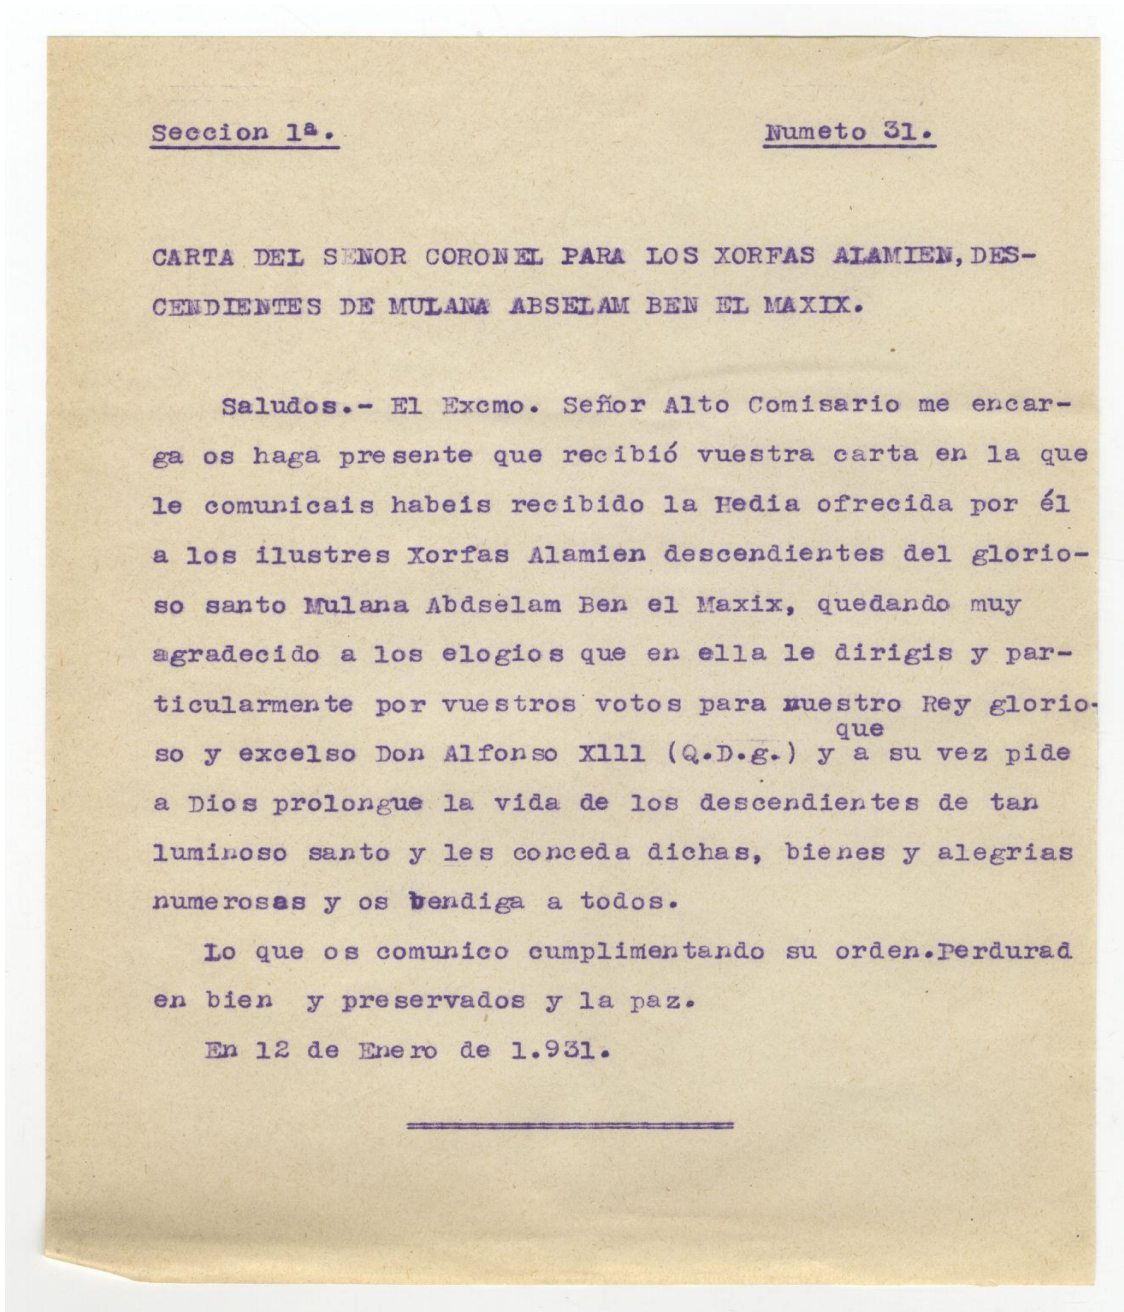 Seccion 1ª.
Numeto 31.
CARTA DEL SENOR CORONEL PARA LOS XORFAS ALAMIEN, DES-
CENDIENTES DE MULANA ABSELAM BEN EL MAXIX.
Saludos.- El Excmo. Señor Alto Comisario me encar-
ga os haga presente que recibió vuestra carta en la que
le comunicais habeis recibido la Hedia ofrecida por él
a los ilustres Xorfas Alamien descendientes del glorio-
so santo Mulana Abdselam Ben el Maxix, quedando muy
agradecido a los elogios que en ella le dirigis y par-
ticularmente por vuestros votos para nuestro Rey glorio-
que
so y excelso Don Alfonso Xlll (Q.D.g.) y a su vez pide
a Dios prolongue la vida de los descendientes de tan
luminoso santo y les conceda dichas, bienes y alegrias
numerosas y os bendiga a todos.
Lo que os comunico cumplimentando su orden.Perdurad
en bien y preservados y la paz.
En 12 de Enero de 1.931.